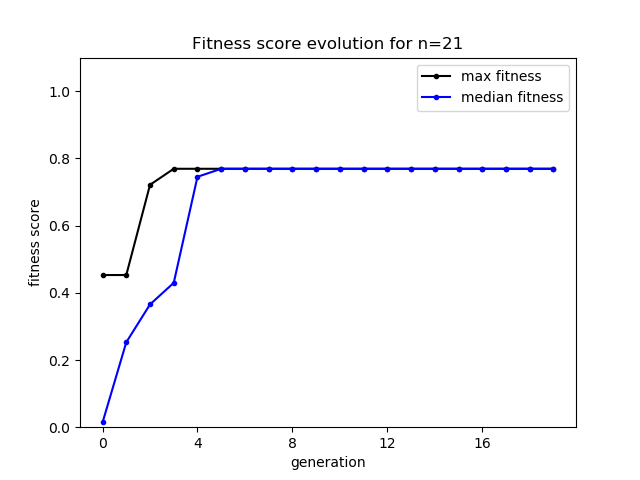 Fitness score evolution for n=21
max fitness
median fitness
1.0
0.8
0.6
0.4
0.2
0.0
fitness score
0 4 8 12 16
generation